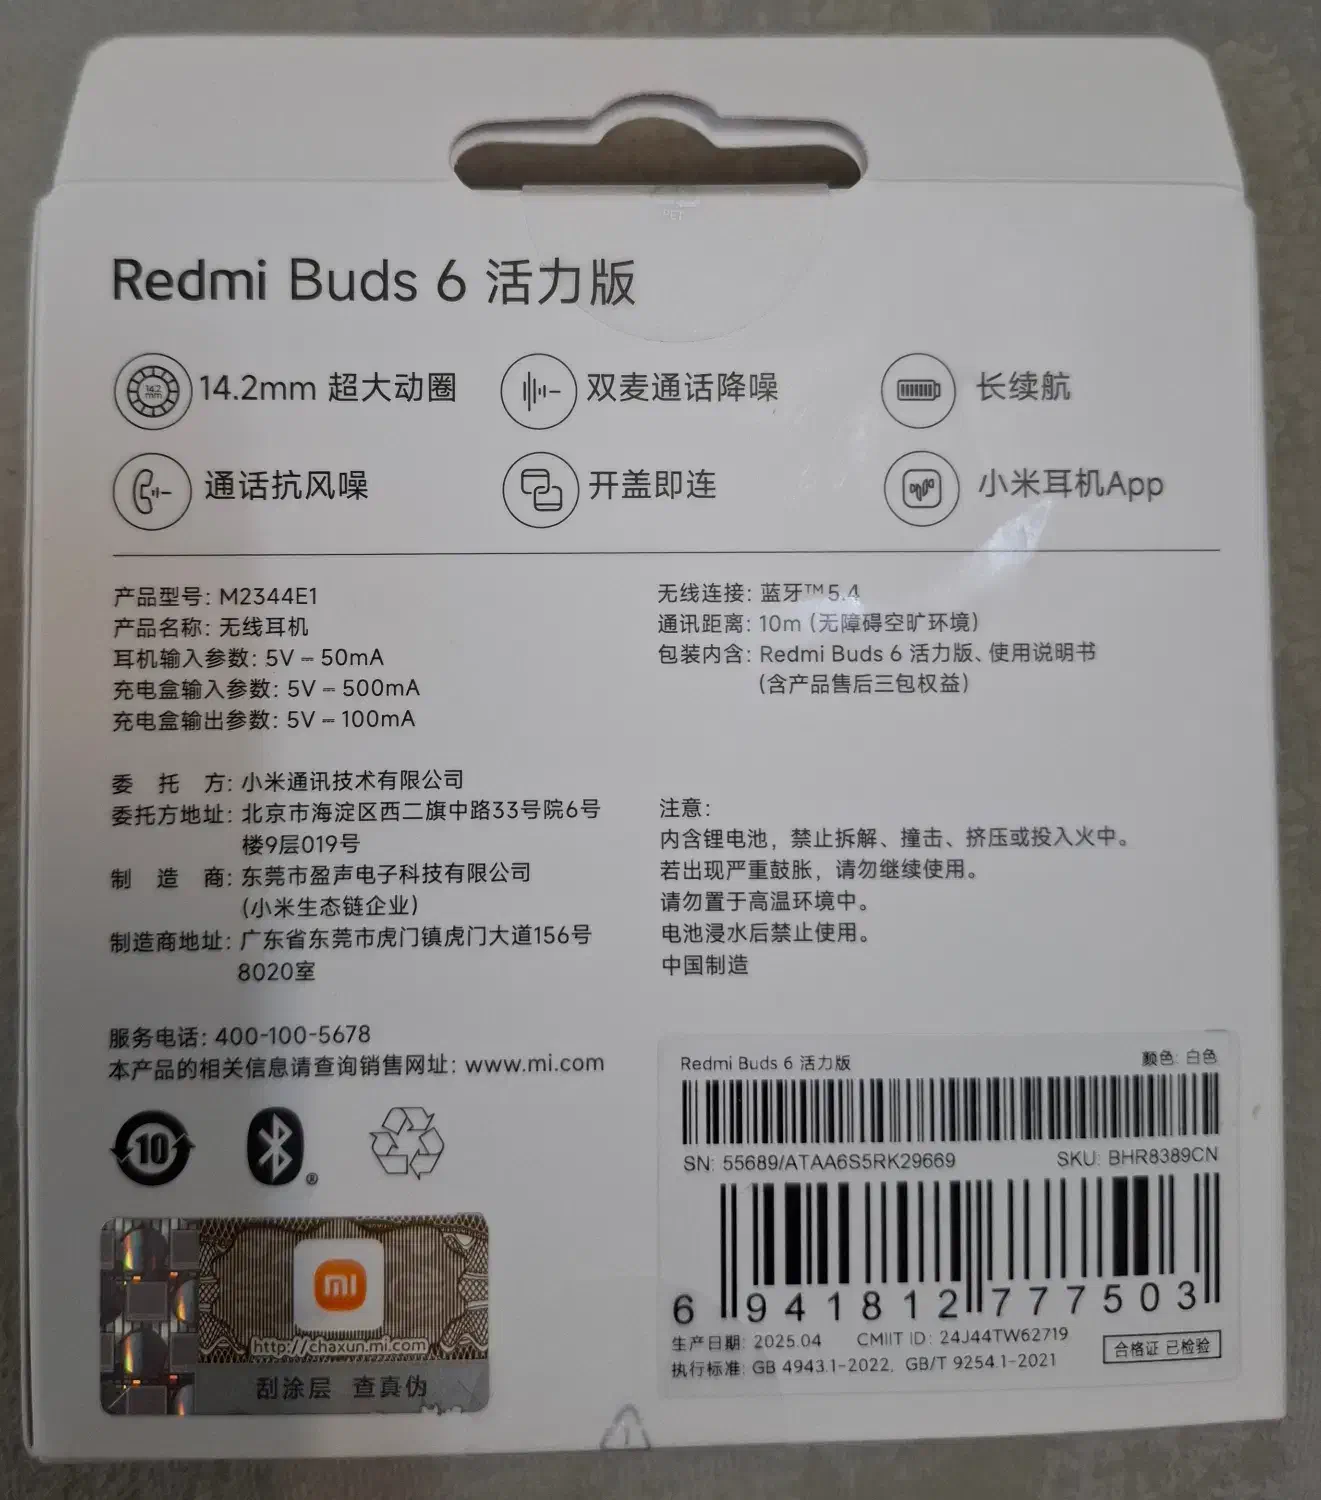 PET
Redmi Buds 6 活力版
14.2 mm
14.2mm 超大动圈
双麦通话降噪
长续航
通话抗风噪
开盖即连
小米耳机App
产品型号: M2344E1
产品名称: 无线耳机
耳机输入参数: 5V ⎓ 50mA
充电盒输入参数: 5V ⎓ 500mA
充电盒输出参数: 5V ⎓ 100mA
无线连接: 蓝牙™5.4
通讯距离: 10m (无障碍空旷环境)
包装内含: Redmi Buds 6 活力版、使用说明书
(含产品售后三包权益)
委 托 方: 小米通讯技术有限公司
委托方地址: 北京市海淀区西二旗中路33号院6号
楼9层019号
制 造 商: 东莞市盈声电子科技有限公司
(小米生态链企业)
制造商地址: 广东省东莞市虎门镇虎门大道156号
8020室
注意:
内含锂电池，禁止拆解、撞击、挤压或投入火中。
若出现严重鼓胀，请勿继续使用。
请勿置于高温环境中。
电池浸水后禁止使用。
中国制造
服务电话: 400-100-5678
本产品的相关信息请查询销售网址: www.mi.com
10
®
mi
http://chaxun.mi.com
刮涂层 查真伪
Redmi Buds 6 活力版 颜色: 白色
SN: 55689/ATAA6S5RK29669 SKU: BHR8389CN
6 941812 777503
生产日期: 2025.04 CMIIT ID: 24J44TW62719
执行标准: GB 4943.1-2022, GB/T 9254.1-2021
合格证 已检验